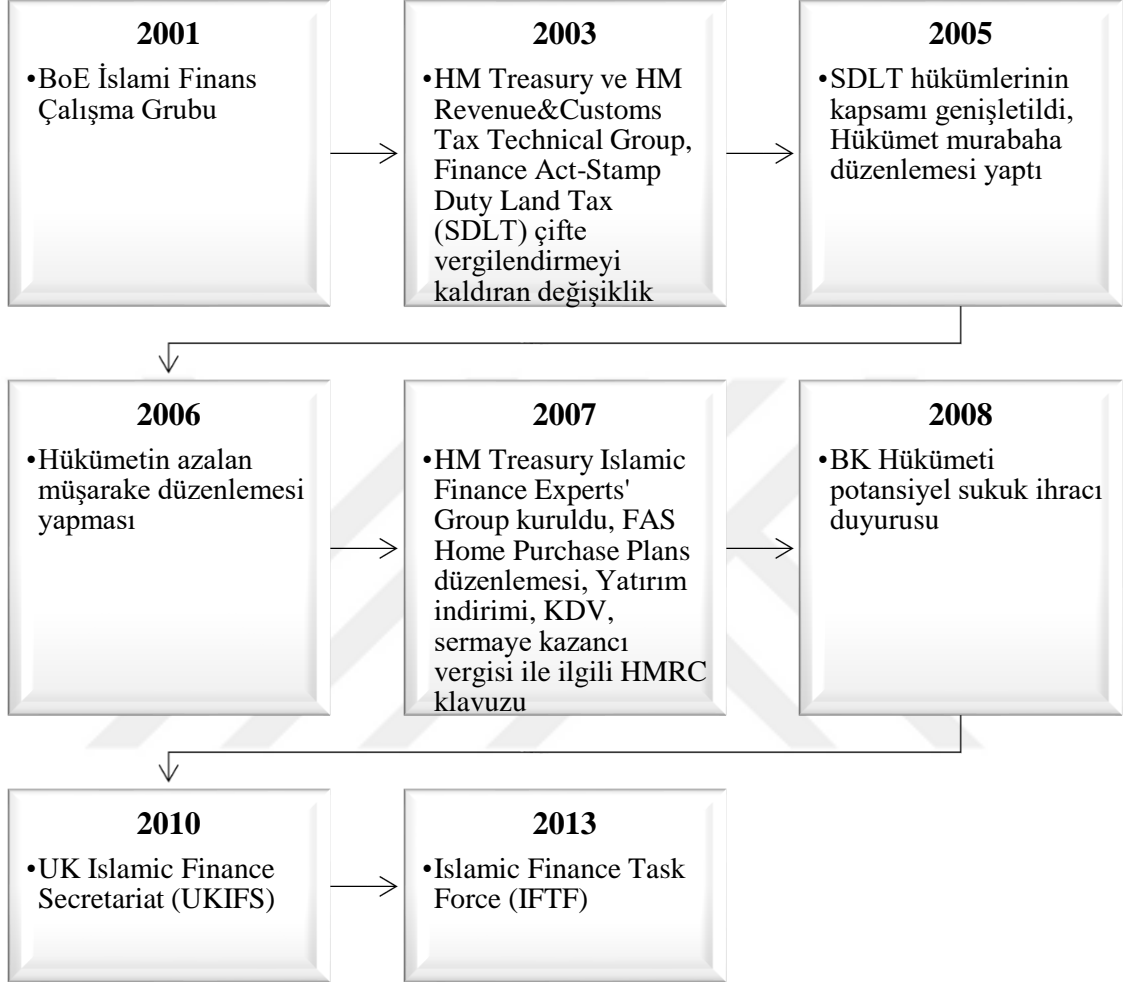 2001
•BoE İslami Finans
Çalışma Grubu
2003
•HM Treasury ve HM
Revenue&Customs
Tax Technical Group,
Finance Act-Stamp
Duty Land Tax
(SDLT) çifte
vergilendirmeyi
kaldıran değişiklik
2005
•SDLT hükümlerinin
kapsamı genişletildi,
Hükümet murabaha
düzenlemesi yaptı
2006
•Hükümetin azalan
müşarake düzenlemesi
yapması
2007
•HM Treasury Islamic
Finance Experts'
Group kuruldu, FAS
Home Purchase Plans
düzenlemesi, Yatırım
indirimi, KDV,
sermaye kazancı
vergisi ile ilgili HMRC
klavuzu
2008
•BK Hükümeti
potansiyel sukuk ihracı
duyurusu
2010
•UK Islamic Finance
Secretariat (UKIFS)
2013
•Islamic Finance Task
Force (IFTF)